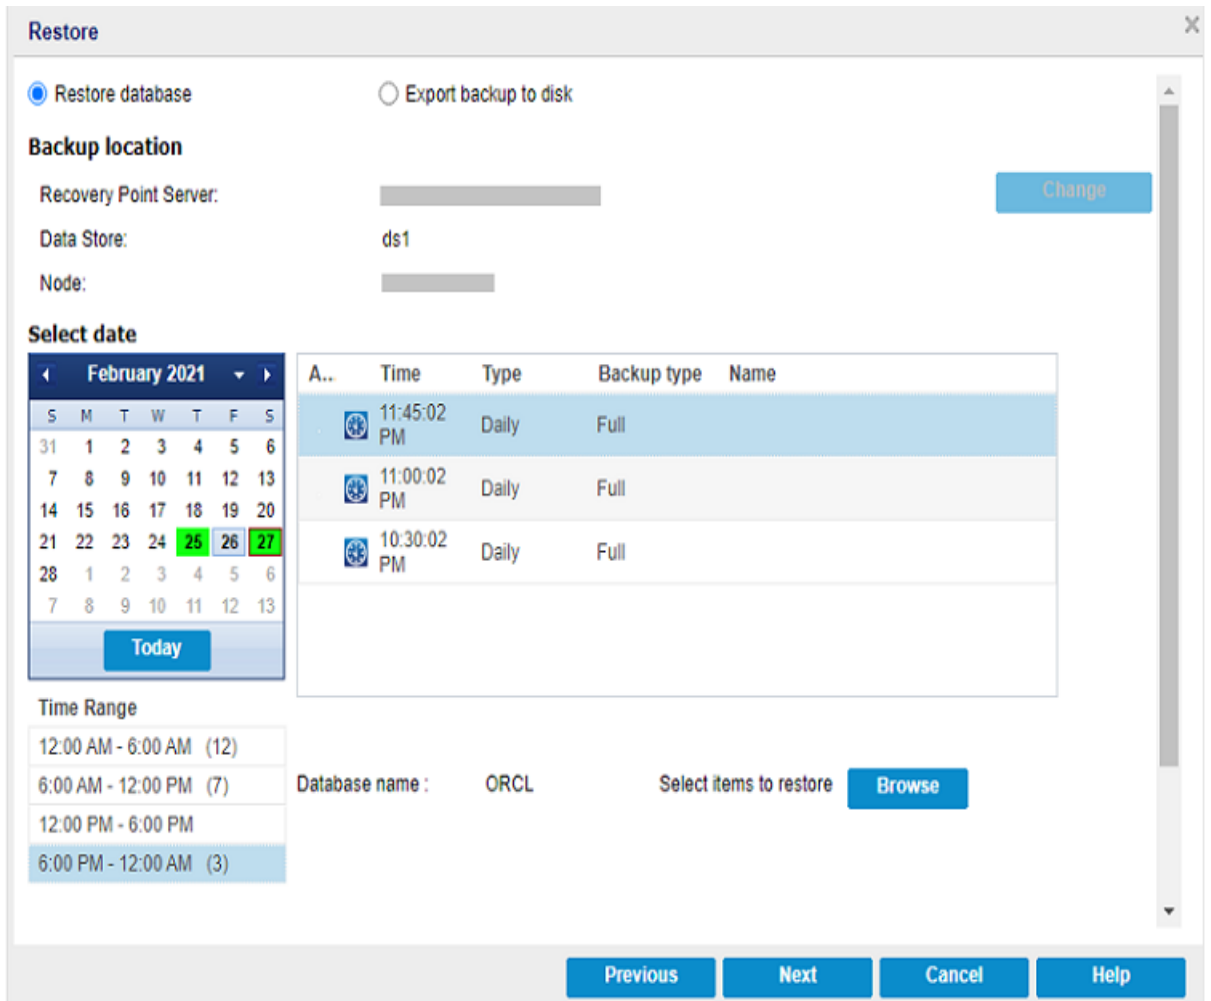 Restore
Restore database
Export backup to disk
Backup location
Recovery Point Server:
Change
Data Store:
ds1
Node:
Select date
February 2021
S M T W T F S
31 1 2 3 4 5 6
7 8 9 10 11 12 13
14 15 16 17 18 19 20
21 22 23 24 25 26 27
28 1 2 3 4 5 6
7 8 9 10 11 12 13
Today
A.. Time Type Backup type Name
11:45:02 PM Daily Full
11:00:02 PM Daily Full
10:30:02 PM Daily Full
Time Range
12:00 AM - 6:00 AM (12)
6:00 AM - 12:00 PM (7)
12:00 PM - 6:00 PM
6:00 PM - 12:00 AM (3)
Database name : ORCL
Select items to restore
Browse
Previous
Next
Cancel
Help